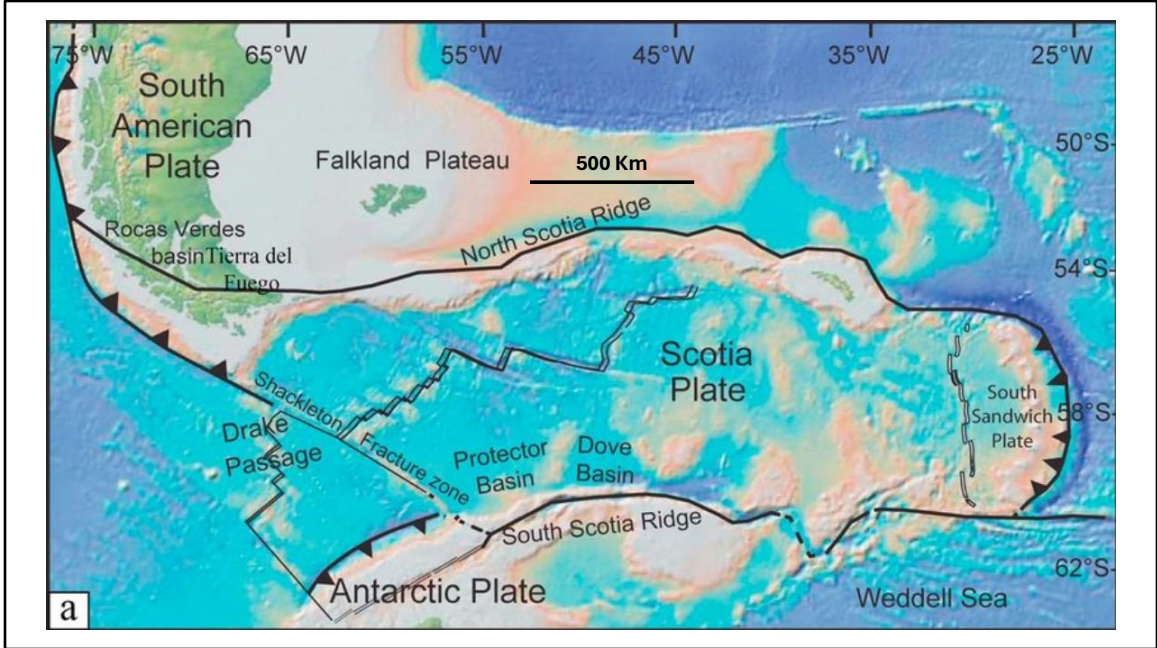 75°W 65°W 55°W 45°W 35°W 25°W
South
American
Plate
50°S
Falkland Plateau
500 Km
Rocas Verdes
basinTierra del
Fuego
North Scotia Ridge
54°S
Scotia
Plate
South
Sandwich
Plate
58°S
Shackleton
Fracture zone
Drake
Passage
Protector
Basin
Dove
Basin
South Scotia Ridge
62°S
Antarctic Plate
Weddell Sea
a